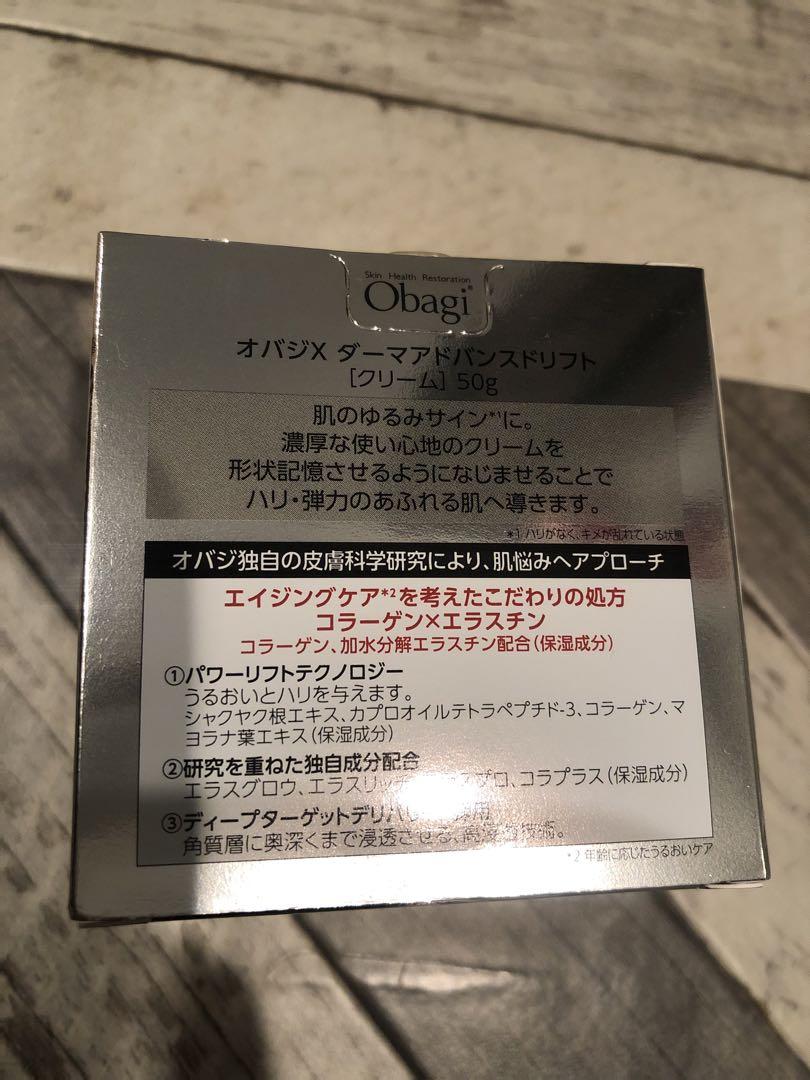 Skin Health Restoration
Obagi®
オバジX ダーマアドバンスドリフト
[クリーム] 50g
肌のゆるみサイン*1に。
濃厚な使い心地のクリームを
形状記憶させるようになじませることで
ハリ・弾力のあふれる肌へ導きます。
*1 ハリがなく、キメが乱れている状態
オバジ独自の皮膚科学研究により、肌悩みへアプローチ
エイジングケア*2を考えたこだわりの処方
コラーゲン×エラスチン
コラーゲン、加水分解エラスチン配合(保湿成分)
①パワーリフトテクノロジー
うるおいとハリを与えます。
シャクヤク根エキス、カプロオイルテトラペプチド-3、コラーゲン、マ
ヨラナ葉エキス(保湿成分)
②研究を重ねた独自成分配合
エラスグロウ、エラスリッチ、コラプラス(保湿成分)
③ディープターゲットデリバ
角質層に奥深くまで浸透させる、技術。
*2 年齢に応じたうるおいケア